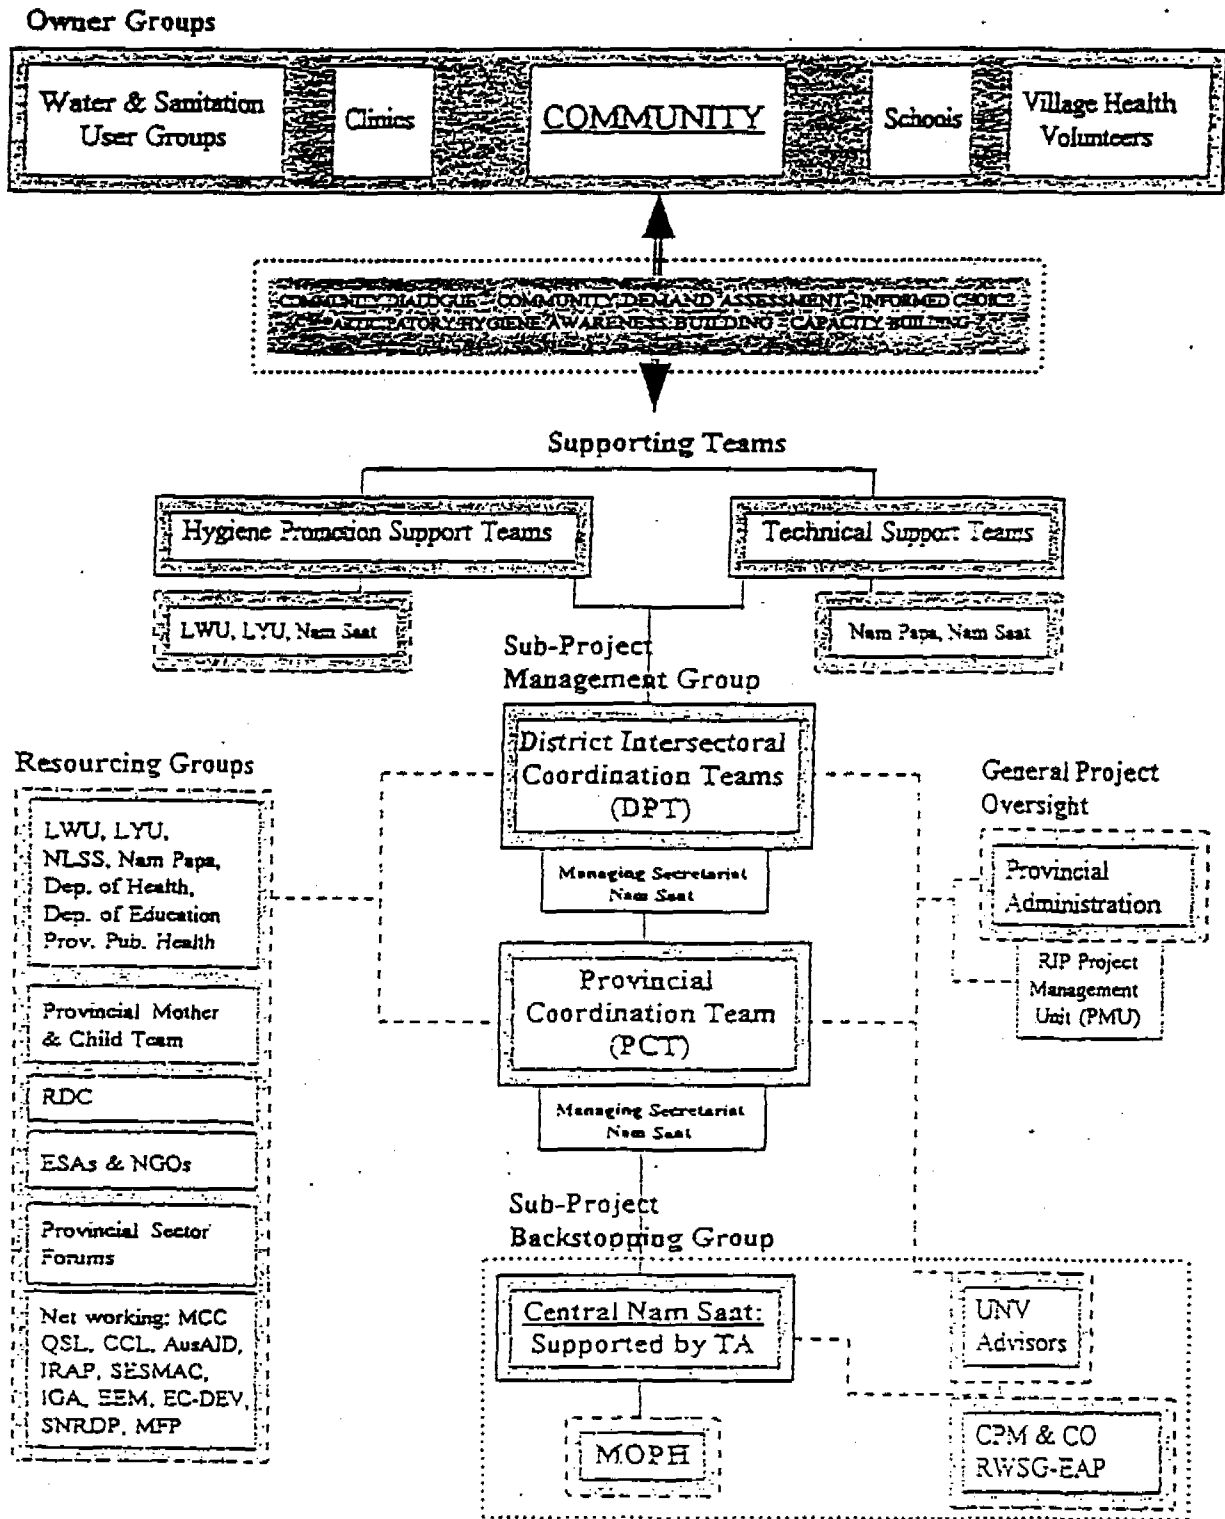 Owner Groups
Water & Sanitation
User Groups
Clinics
COMMUNITY
Schools
Village Health
Volunteers
COMMUNITY DIALOGUE - COMMUNITY DEMAND ASSESSMENT - INFORMED CHOICE
PARTICIPATORY HYGIENE AWARENESS BUILDING - CAPACITY BUILDING
Supporting Teams
Hygiene Promotion Support Teams
Technical Support Teams
LWU, LYU, Nam Saat
Nam Papa, Nam Saat
Sub-Project
Management Group
District Intersectoral
Coordination Teams
(DPT)
Managing Secretariat
Nam Saat
Resourcing Groups
LWU, LYU,
NLSS, Nam Papa,
Dep. of Health,
Dep. of Education
Prov. Pub. Health
Provincial Mother
& Child Team
RDC
ESAs & NGOs
Provincial Sector
Forums
Net working: MCC
QSL, CCL, AusAID,
IRAP, SESMAC,
IGA, EEM, EC-DEV,
SNRDP, MFP
General Project
Oversight
Provincial
Administration
RIP Project
Management
Unit (PMU)
Provincial
Coordination Team
(PCT)
Managing Secretariat
Nam Saat
Sub-Project
Backstopping Group
Central Nam Saat:
Supported by TA
MOPH
UNV
Advisors
CPM & CO
RWSG-EAP